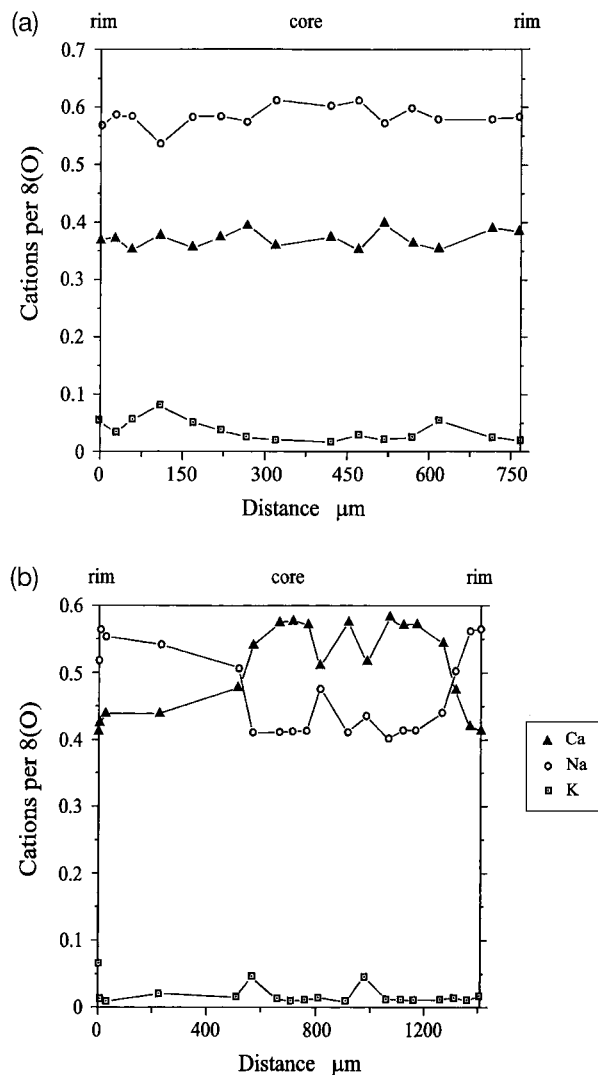 (a)
rim core rim
0.7
0.6
0.5
0.4
0.3
0.2
0.1
0
Cations per 8(O)
0 150 300 450 600 750
Distance μm
(b)
rim core rim
0.6
0.5
0.4
0.3
0.2
0.1
0
Cations per 8(O)
0 400 800 1200
Distance μm
Ca
Na
K